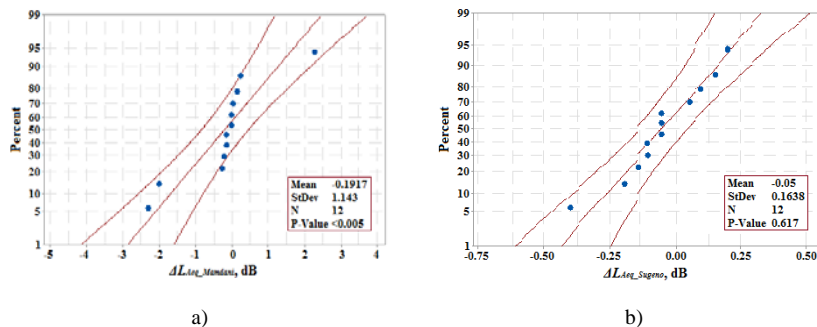 99
95
90
80
70
60
50
40
30
20
10
5
1
Percent
-5 -4 -3 -2 -1 0 1 2 3 4
ΔL_Aeq_Mamdani, dB
Mean -0.1917
StDev 1.143
N 12
P-Value <0.005
a)
99
95
90
80
70
60
50
40
30
20
10
5
1
Percent
-0.75 -0.50 -0.25 0.00 0.25 0.50
ΔL_Aeq_Sugeno, dB
Mean -0.05
StDev 0.1638
N 12
P-Value 0.617
b)